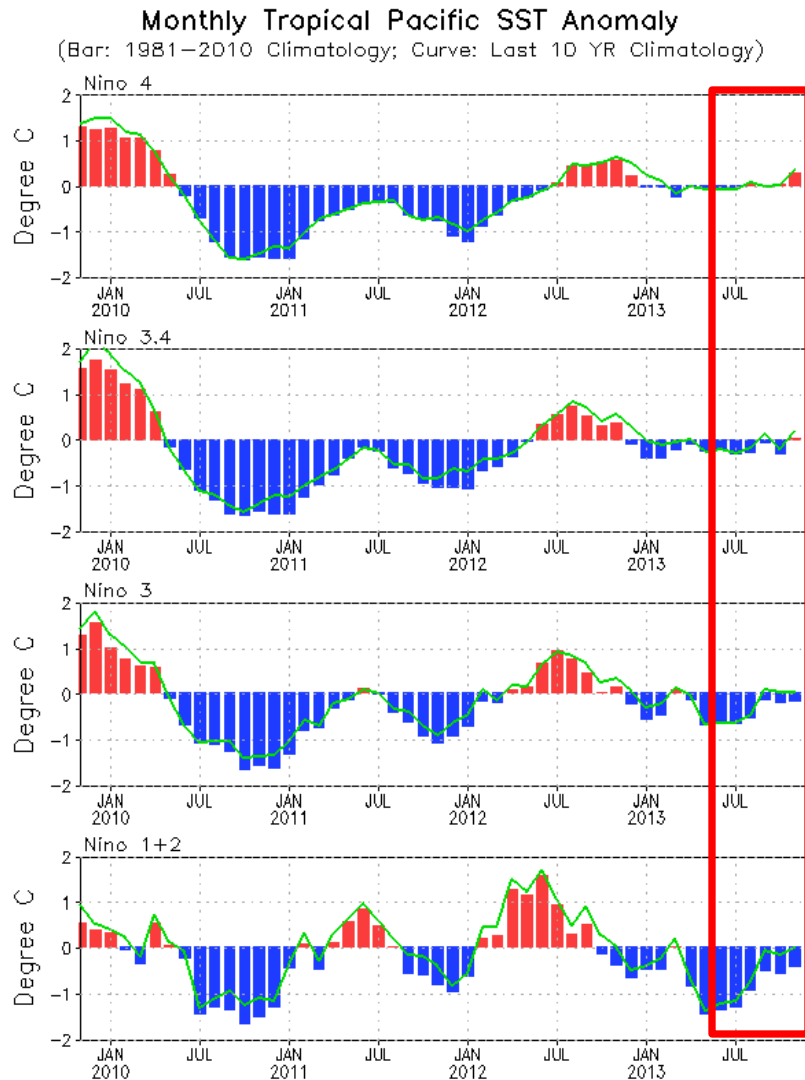 Monthly Tropical Pacific SST Anomaly
(Bar: 1981−2010 Climatology; Curve: Last 10 YR Climatology)
Nino 4
Degree C
2
1
0
−1
−2
JAN JUL JAN JUL JAN JUL JAN JUL
2010 2011 2012 2013
Nino 3.4
Degree C
2
1
0
−1
−2
JAN JUL JAN JUL JAN JUL JAN JUL
2010 2011 2012 2013
Nino 3
Degree C
2
1
0
−1
−2
JAN JUL JAN JUL JAN JUL JAN JUL
2010 2011 2012 2013
Nino 1+2
Degree C
2
1
0
−1
−2
JAN JUL JAN JUL JAN JUL JAN JUL
2010 2011 2012 2013